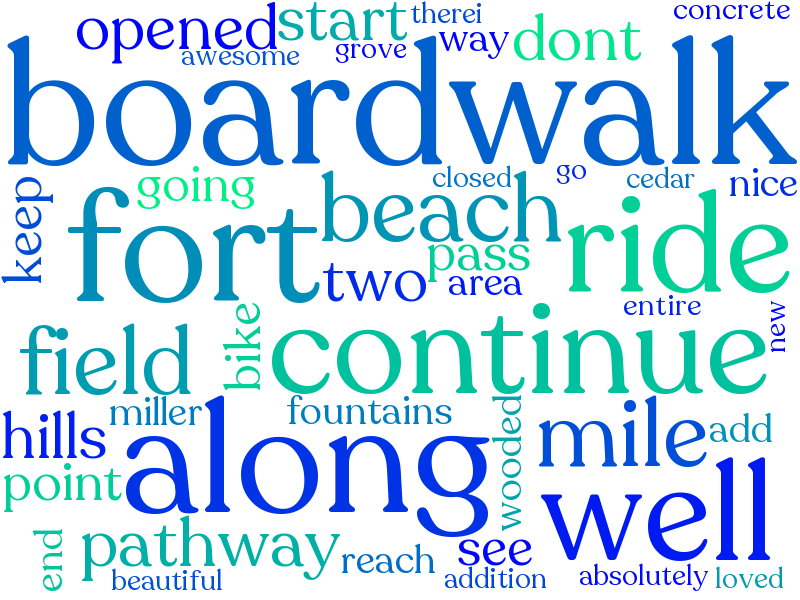 opened start therei concrete
awesome grove way dont
boardwalk
keep going closed go cedar nice
fort beach ride
two pass area
entire
field bike continue new
hills miller fountains wooded mile add
point along well
end pathway reach see
beautiful addition absolutely loved